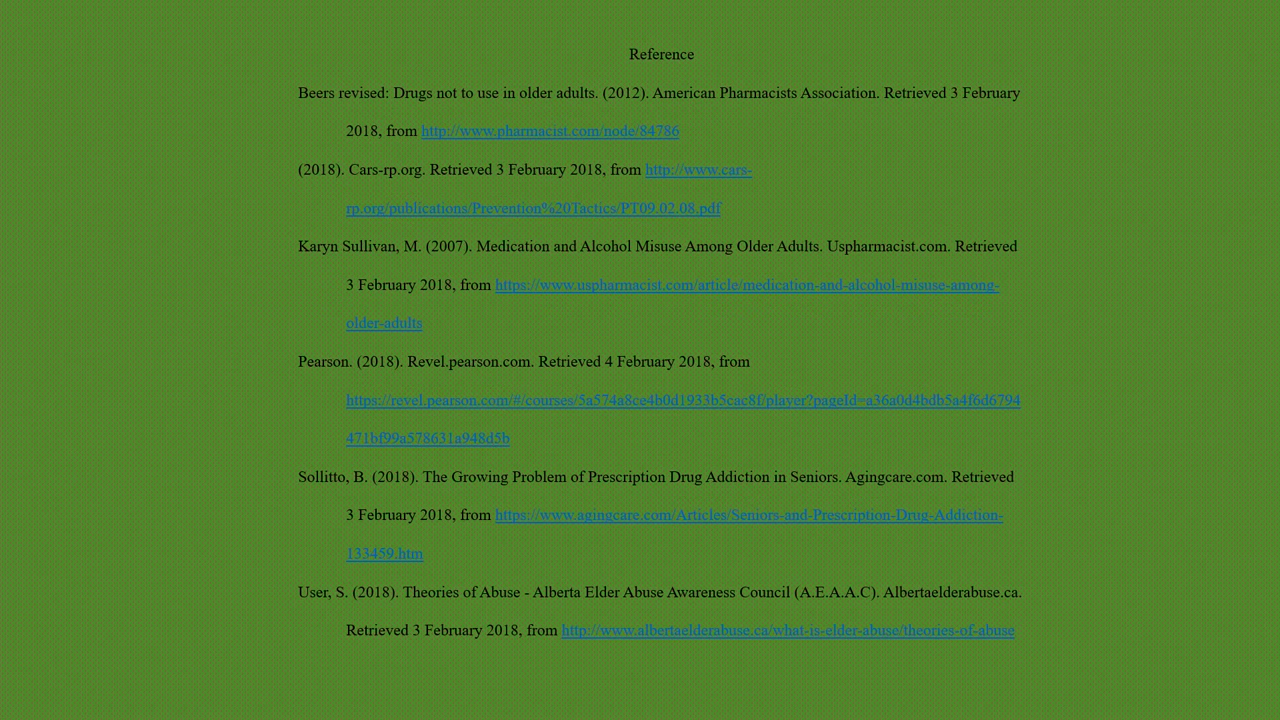 Reference
Beers revised: Drugs not to use in older adults. (2012). American Pharmacists Association. Retrieved 3 February
2018, from http://www.pharmacist.com/node/84786
(2018). Cars-rp.org. Retrieved 3 February 2018, from http://www.cars-
rp.org/publications/Prevention%20Tactics/PT09.02.08.pdf
Karyn Sullivan, M. (2007). Medication and Alcohol Misuse Among Older Adults. Uspharmacist.com. Retrieved
3 February 2018, from https://www.uspharmacist.com/article/medication-and-alcohol-misuse-among-
older-adults
Pearson. (2018). Revel.pearson.com. Retrieved 4 February 2018, from
https://revel.pearson.com/#/courses/5a574a8ce4b0d1933b5cac8f/player?pageId=a36a0d4bdb5a4f6d6794
471bf99a578631a948d5b
Sollitto, B. (2018). The Growing Problem of Prescription Drug Addiction in Seniors. Agingcare.com. Retrieved
3 February 2018, from https://www.agingcare.com/Articles/Seniors-and-Prescription-Drug-Addiction-
133459.htm
User, S. (2018). Theories of Abuse - Alberta Elder Abuse Awareness Council (A.E.A.A.C). Albertaelderabuse.ca.
Retrieved 3 February 2018, from http://www.albertaelderabuse.ca/what-is-elder-abuse/theories-of-abuse